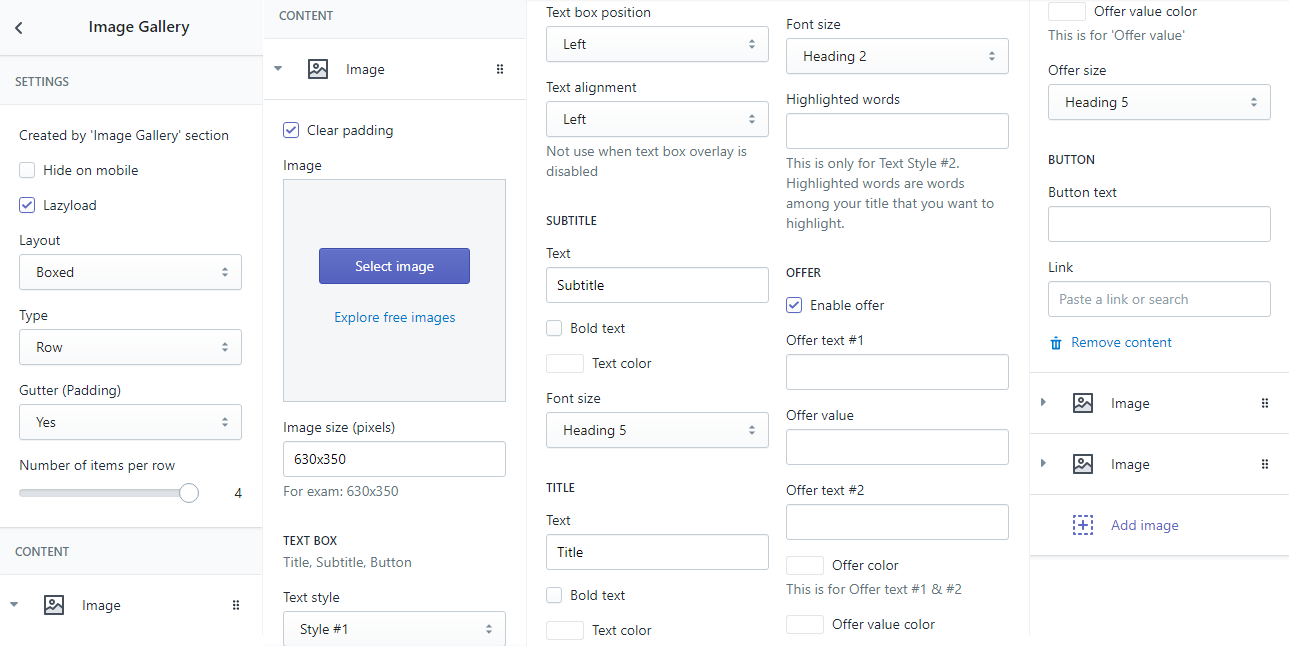 Image Gallery
SETTINGS
Created by 'Image Gallery' section
Hide on mobile
Lazyload
Layout
Boxed
Type
Row
Gutter (Padding)
Yes
Number of items per row
4
CONTENT
Image
CONTENT
Image
Clear padding
Image
Select image
Explore free images
Image size (pixels)
630x350
For exam: 630x350
TEXT BOX
Title, Subtitle, Button
Text style
Style #1
Text box position
Left
Text alignment
Left
Not use when text box overlay is
disabled
SUBTITLE
Text
Subtitle
Bold text
Text color
Font size
Heading 5
TITLE
Text
Title
Bold text
Text color
Font size
Heading 2
Highlighted words
This is only for Text Style #2.
Highlighted words are words
among your title that you want to
highlight.
OFFER
Enable offer
Offer text #1
Offer value
Offer text #2
Offer color
This is for Offer text #1 & #2
Offer value color
Offer value color
This is for 'Offer value'
Offer size
Heading 5
BUTTON
Button text
Link
Paste a link or search
Remove content
Image
Image
Add image